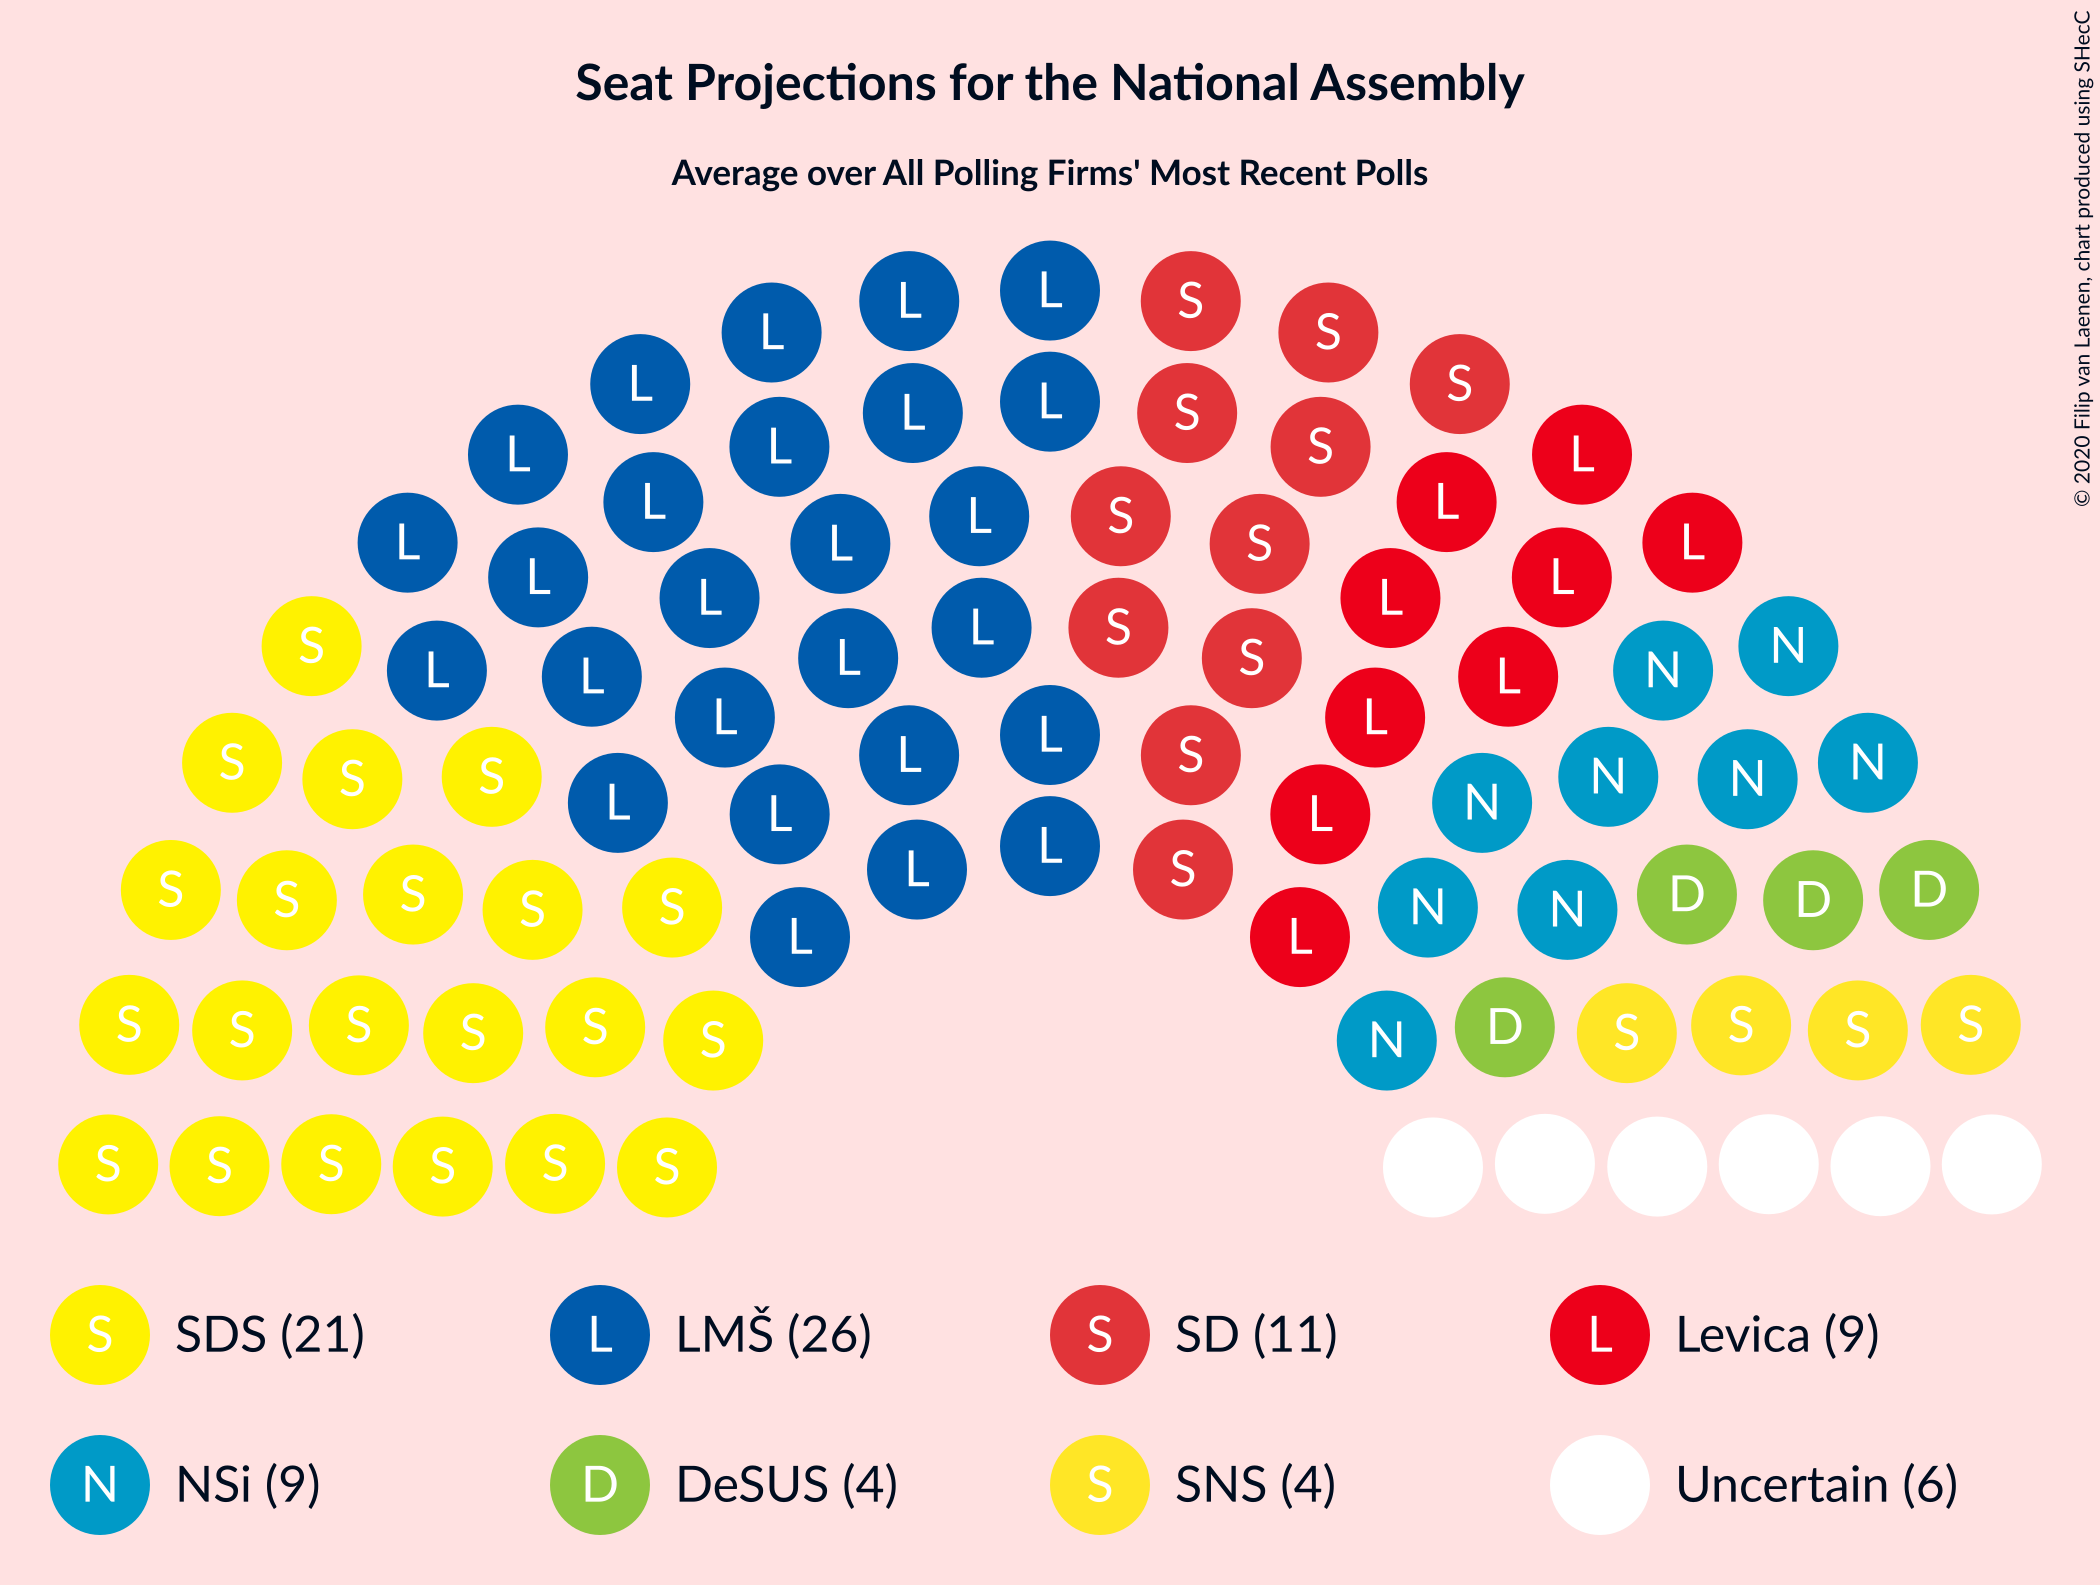 Seat Projections for the National Assembly
Average over All Polling Firms' Most Recent Polls
© 2020 Filip van Laenen, chart produced using SHecC
L L L S S
L L S
L L L S S L
L L L S S L
L L L L L
S L L L S S L L N N
L L L S S L
S S S L L L L S L N N N N
L L S
S S S S S L L L N N D D D
S S S S S S N D S S S S
S S S S S S
S SDS (21) L LMŠ (26) S SD (11) L Levica (9)
N NSi (9) D DeSUS (4) S SNS (4) Uncertain (6)